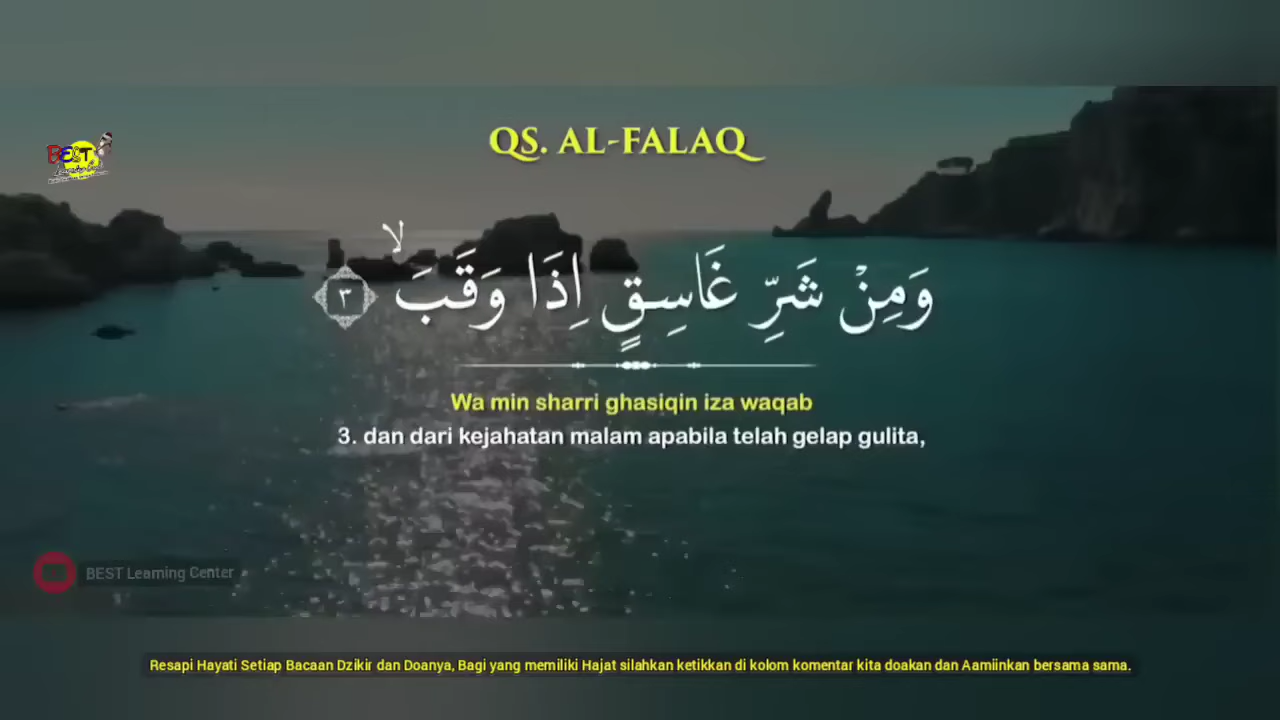 BEST
QS. AL-FALAQ
وَمِنْ شَرِّ غَاسِقٍ اِذَا وَقَبَۙ ٣
Wa min sharri ghasiqin iza waqab
3. dan dari kejahatan malam apabila telah gelap gulita,
BEST Learning Center
Resapi Hayati Setiap Bacaan Dzikir dan Doanya, Bagi yang memiliki Hajat silahkan ketikkan di kolom komentar kita doakan dan Aamiinkan bersama sama.